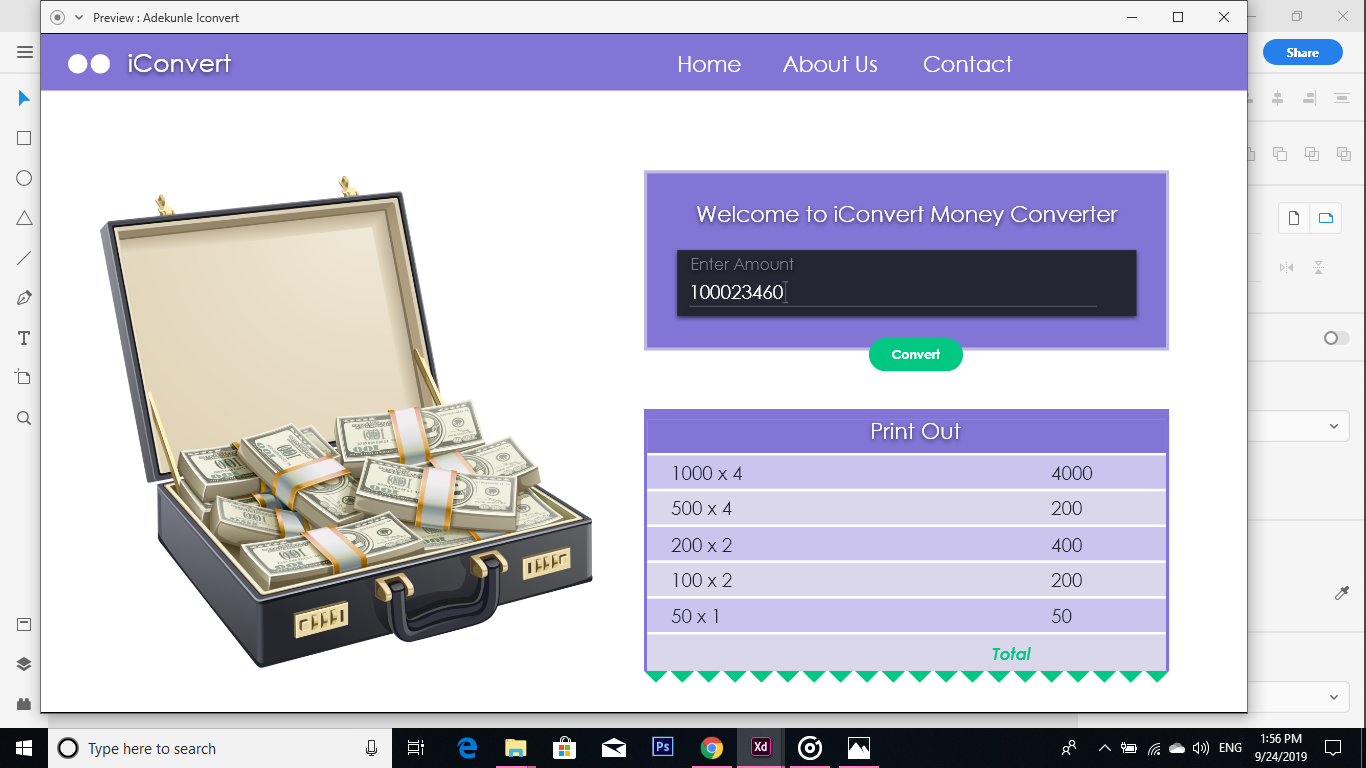 Preview : Adekunle Iconvert
Share
iConvert
Home About Us Contact
Welcome to iConvert Money Converter
Enter Amount
100023460
Convert
Print Out
1000 x 4 4000
500 x 4 200
200 x 2 400
100 x 2 200
50 x 1 50
Total
T
Type here to search
Ps
Xd
ENG
1:56 PM
9/24/2019